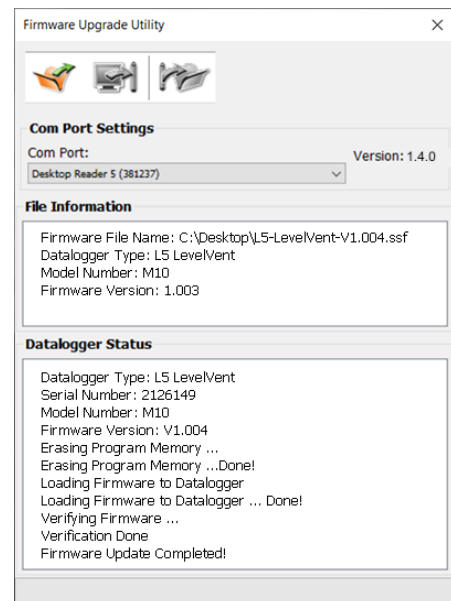 Firmware Upgrade Utility
Com Port Settings
Com Port:
Version: 1.4.0
Desktop Reader 5 (381237)
File Information
Firmware File Name: C:\Desktop\L5-LevelVent-V1.004.ssf
Datalogger Type: L5 LevelVent
Model Number: M10
Firmware Version: 1.003
Datalogger Status
Datalogger Type: L5 LevelVent
Serial Number: 2126149
Model Number: M10
Firmware Version: V1.004
Erasing Program Memory ...
Erasing Program Memory ...Done!
Loading Firmware to Datalogger
Loading Firmware to Datalogger ... Done!
Verifying Firmware ...
Verification Done
Firmware Update Completed!